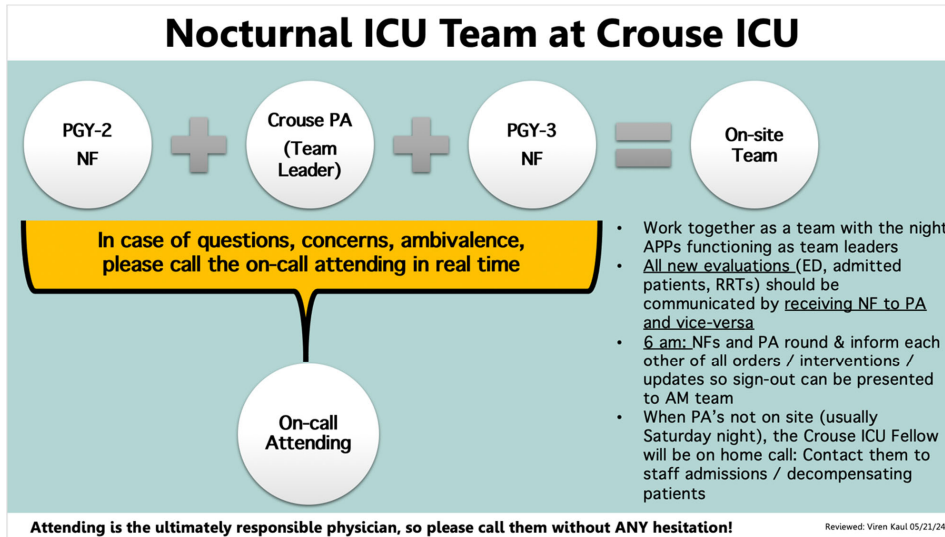 Nocturnal ICU Team at Crouse ICU
PGY-2
NF
Crouse PA
(Team
Leader)
PGY-3
NF
On-site
Team
In case of questions, concerns, ambivalence,
please call the on-call attending in real time
On-call
Attending
• Work together as a team with the night
APPs functioning as team leaders
• All new evaluations (ED, admitted
patients, RRTs) should be
communicated by receiving NF to PA
and vice-versa
• 6 am: NFs and PA round & inform each
other of all orders / interventions /
updates so sign-out can be presented
to AM team
• When PA's not on site (usually
Saturday night), the Crouse ICU Fellow
will be on home call: Contact them to
staff admissions / decompensating
patients
Attending is the ultimately responsible physician, so please call them without ANY hesitation!
Reviewed: Viren Kaul 05/21/24